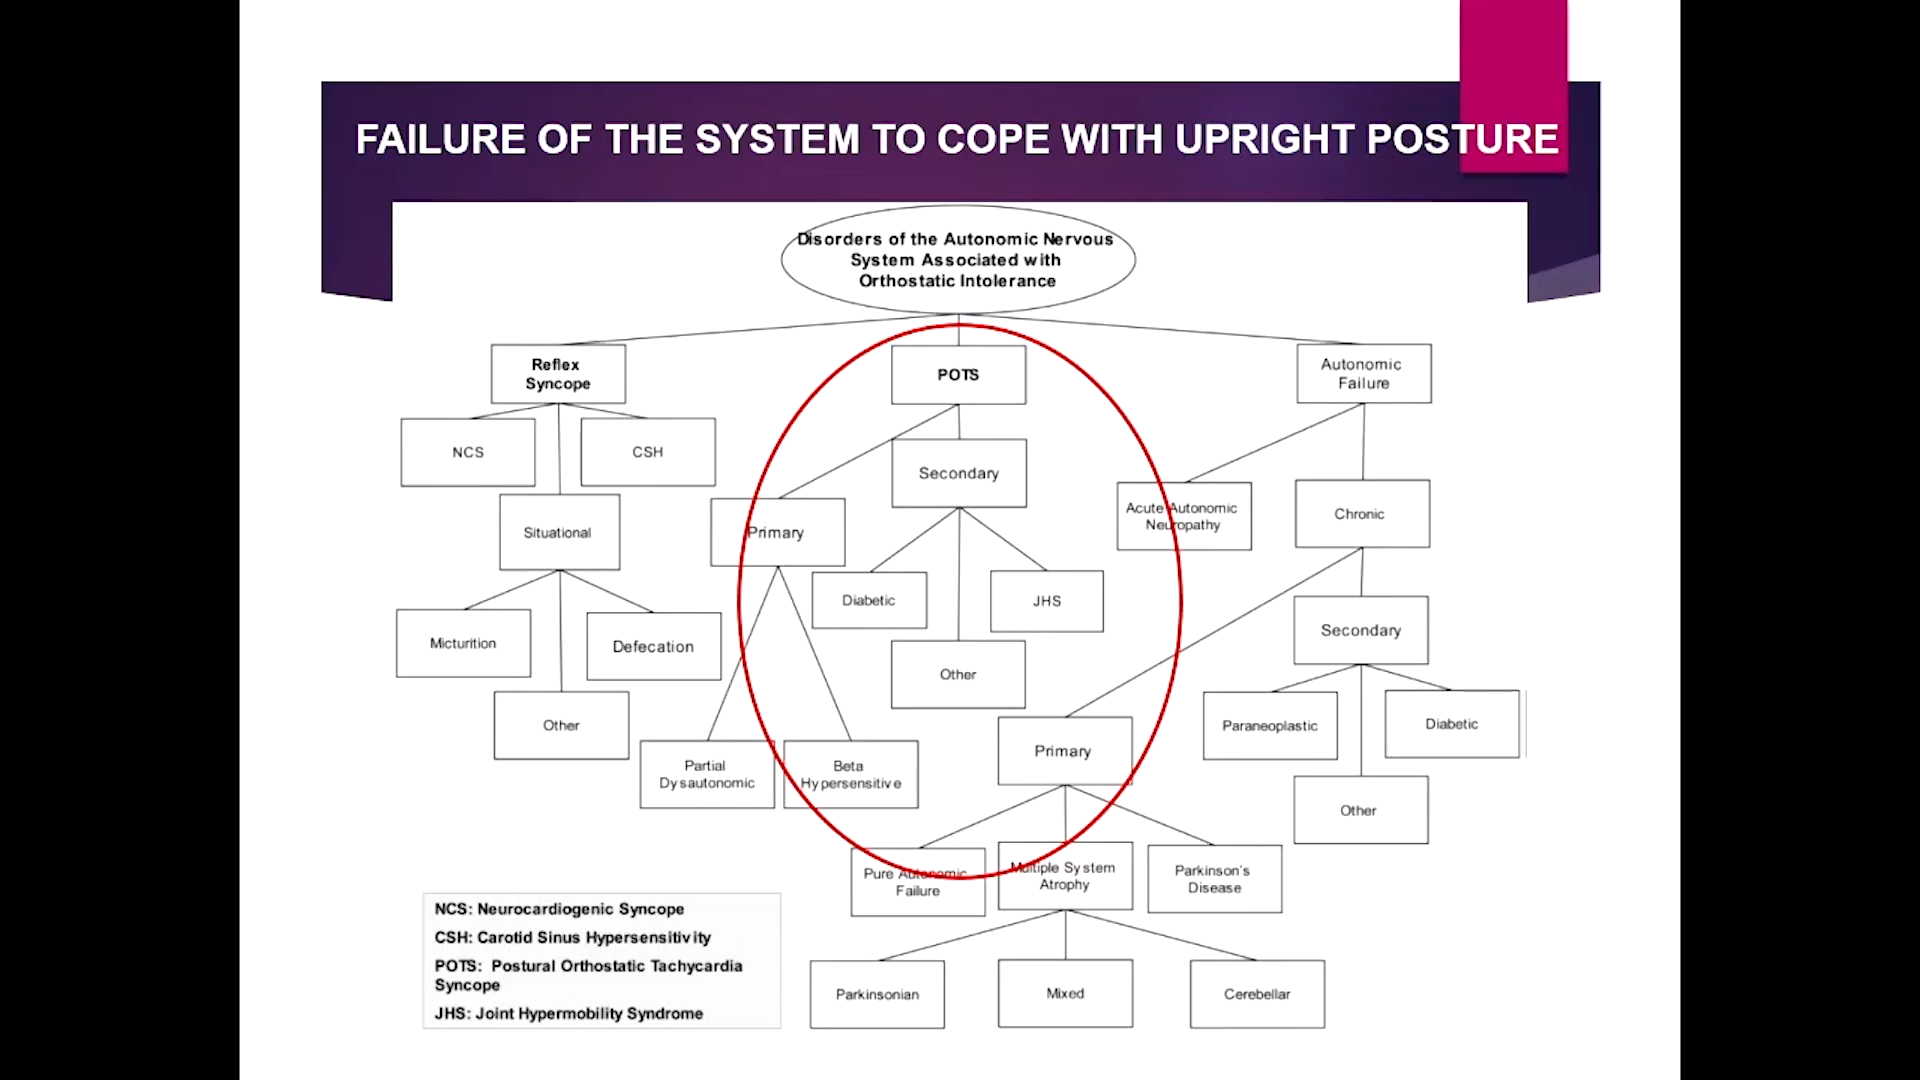 FAILURE OF THE SYSTEM TO COPE WITH UPRIGHT POSTURE
Disorders of the Autonomic Nervous
System Associated with
Orthostatic Intolerance
Reflex
Syncope
POTS
Autonomic
Failure
NCS
CSH
Secondary
Acute Autonomic
Neuropathy
Chronic
Situational
Primary
Diabetic
JHS
Secondary
Micturition
Defecation
Other
Other
Partial
Dysautonomic
Beta
Hypersensitive
Primary
Paraneoplastic
Diabetic
Other
Pure Autonomic
Failure
Multiple System
Atrophy
Parkinson's
Disease
Parkinsonian
Mixed
Cerebellar
NCS: Neurocardiogenic Syncope
CSH: Carotid Sinus Hypersensitivity
POTS: Postural Orthostatic Tachycardia
Syncope
JHS: Joint Hypermobility Syndrome